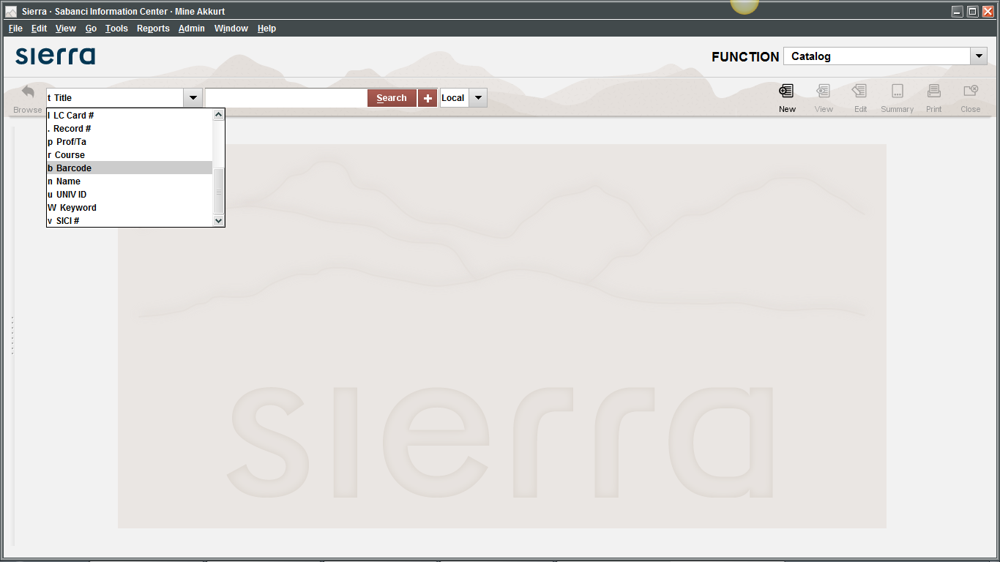 Sierra · Sabanci Information Center · Mine Akkurt
File Edit View Go Tools Reports Admin Window Help
sierra
FUNCTION Catalog
Browse
t Title
Search
Local
New View Edit Summary Print Close
l LC Card #
. Record #
p Prof/Ta
r Course
b Barcode
n Name
u UNIV ID
W Keyword
v SICI #
sierra